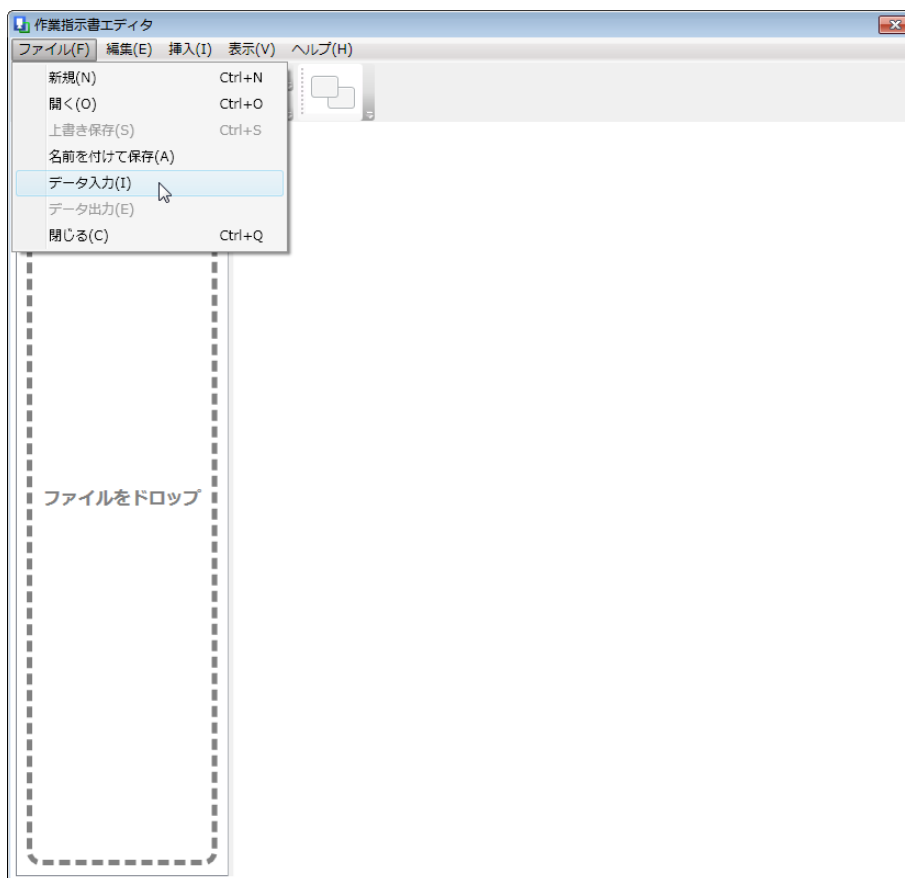 作業指示書エディタ
ファイル(F) 編集(E) 挿入(I) 表示(V) ヘルプ(H)
新規(N) Ctrl+N
開く(O) Ctrl+O
上書き保存(S) Ctrl+S
名前を付けて保存(A)
データ入力(I)
データ出力(E)
閉じる(C) Ctrl+Q
ファイルをドロップ